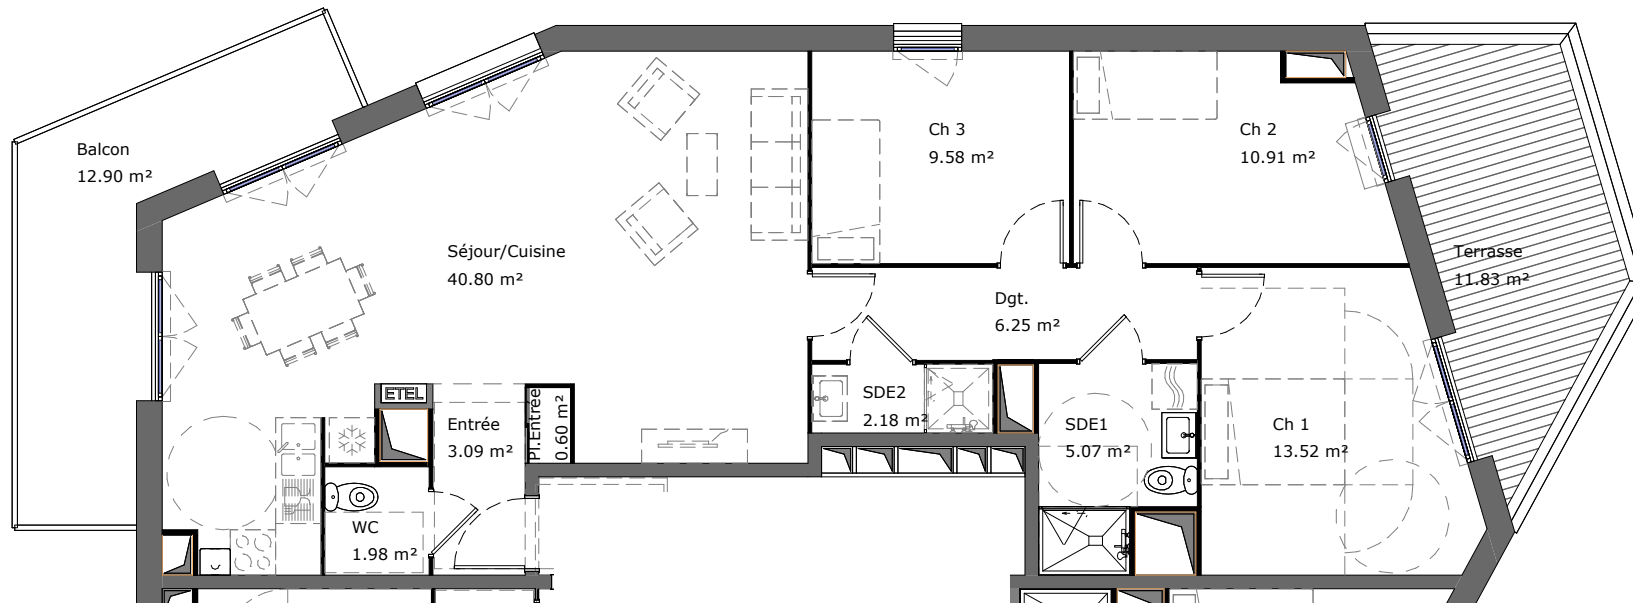 Balcon
12.90 m²
Séjour/Cuisine
40.80 m²
Ch 3
9.58 m²
Ch 2
10.91 m²
Terrasse
11.83 m²
Dgt.
6.25 m²
ETEL
Entrée
3.09 m²
Pl.Entrée
0.60 m²
SDE2
2.18 m²
SDE1
5.07 m²
Ch 1
13.52 m²
WC
1.98 m²